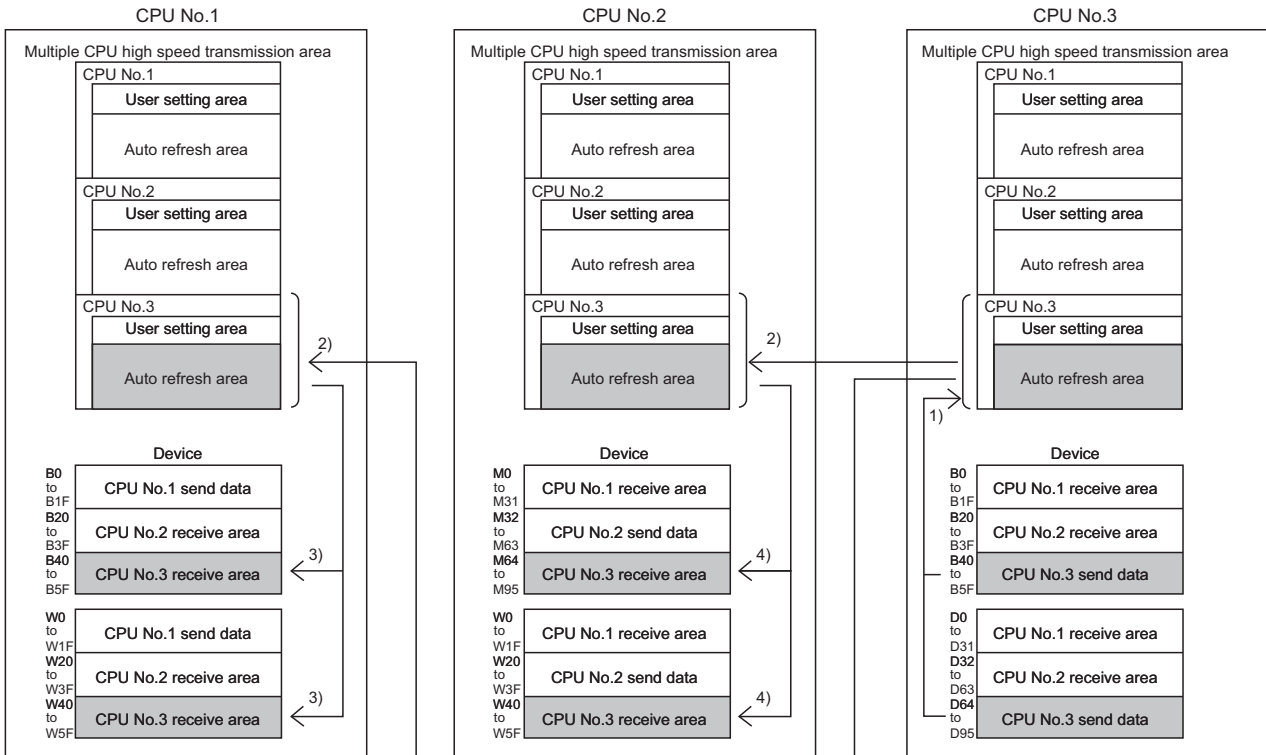 CPU No.1
Multiple CPU high speed transmission area
CPU No.1
User setting area
Auto refresh area
CPU No.2
User setting area
Auto refresh area
CPU No.3
User setting area
Auto refresh area
2)
Device
B0
to
B1F
CPU No.1 send data
B20
to
B3F
CPU No.2 receive area
B40
to
B5F
CPU No.3 receive area
3)
W0
to
W1F
CPU No.1 send data
W20
to
W3F
CPU No.2 receive area
W40
to
W5F
CPU No.3 receive area
3)
CPU No.2
Multiple CPU high speed transmission area
CPU No.1
User setting area
Auto refresh area
CPU No.2
User setting area
Auto refresh area
CPU No.3
User setting area
Auto refresh area
2)
Device
M0
to
M31
CPU No.1 receive area
M32
to
M63
CPU No.2 send data
M64
to
M95
CPU No.3 receive area
4)
W0
to
W1F
CPU No.1 receive area
W20
to
W3F
CPU No.2 send data
W40
to
W5F
CPU No.3 receive area
4)
CPU No.3
Multiple CPU high speed transmission area
CPU No.1
User setting area
Auto refresh area
CPU No.2
User setting area
Auto refresh area
CPU No.3
User setting area
Auto refresh area
1)
Device
B0
to
B1F
CPU No.1 receive area
B20
to
B3F
CPU No.2 receive area
B40
to
B5F
CPU No.3 send data
D0
to
D31
CPU No.1 receive area
D32
to
D63
CPU No.2 receive area
D64
to
D95
CPU No.3 send data